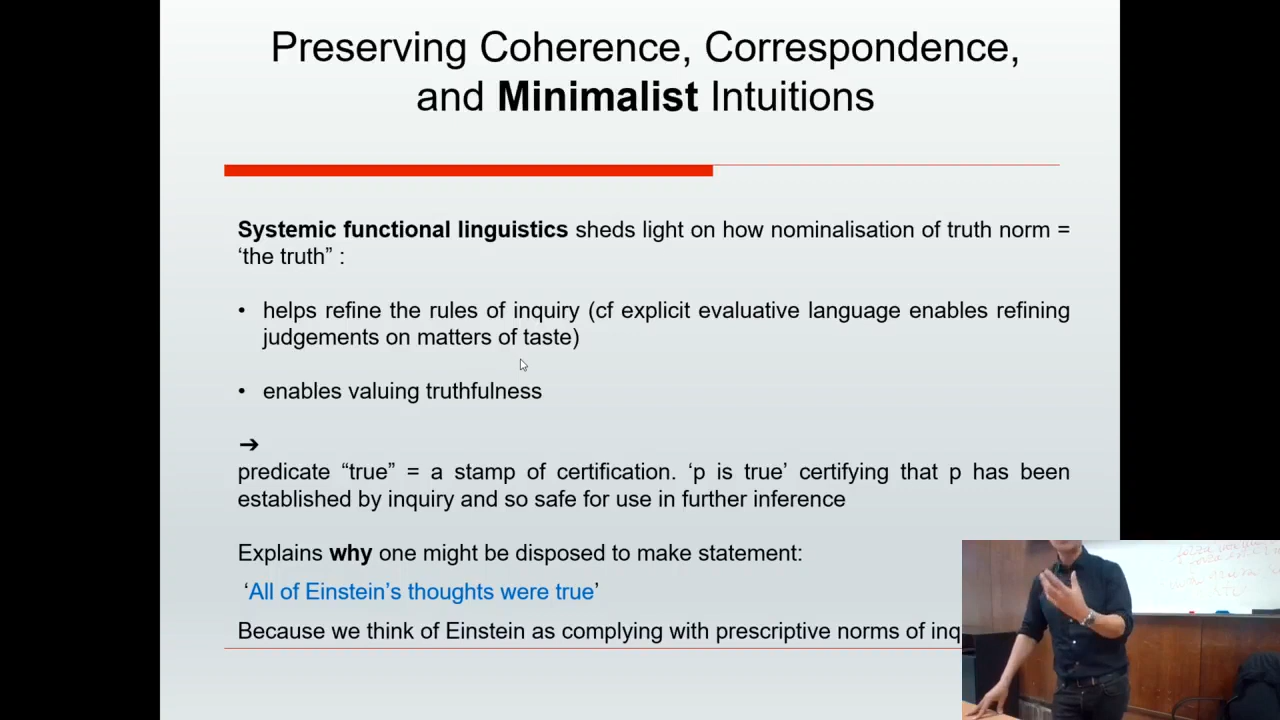 Preserving Coherence, Correspondence,
and Minimalist Intuitions
Systemic functional linguistics sheds light on how nominalisation of truth norm =
‘the truth” :
• helps refine the rules of inquiry (cf explicit evaluative language enables refining
judgements on matters of taste)
• enables valuing truthfulness
➔
predicate “true” = a stamp of certification. ‘p is true’ certifying that p has been
established by inquiry and so safe for use in further inference
Explains why one might be disposed to make statement:
‘All of Einstein’s thoughts were true’
Because we think of Einstein as complying with prescriptive norms of inq